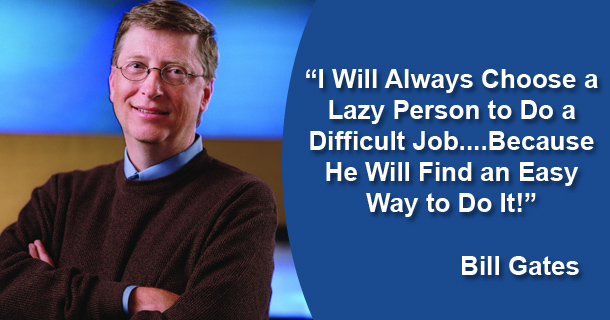 “I Will Always Choose a
Lazy Person to Do a
Difficult Job....Because
He Will Find an Easy
Way to Do It!”
Bill Gates